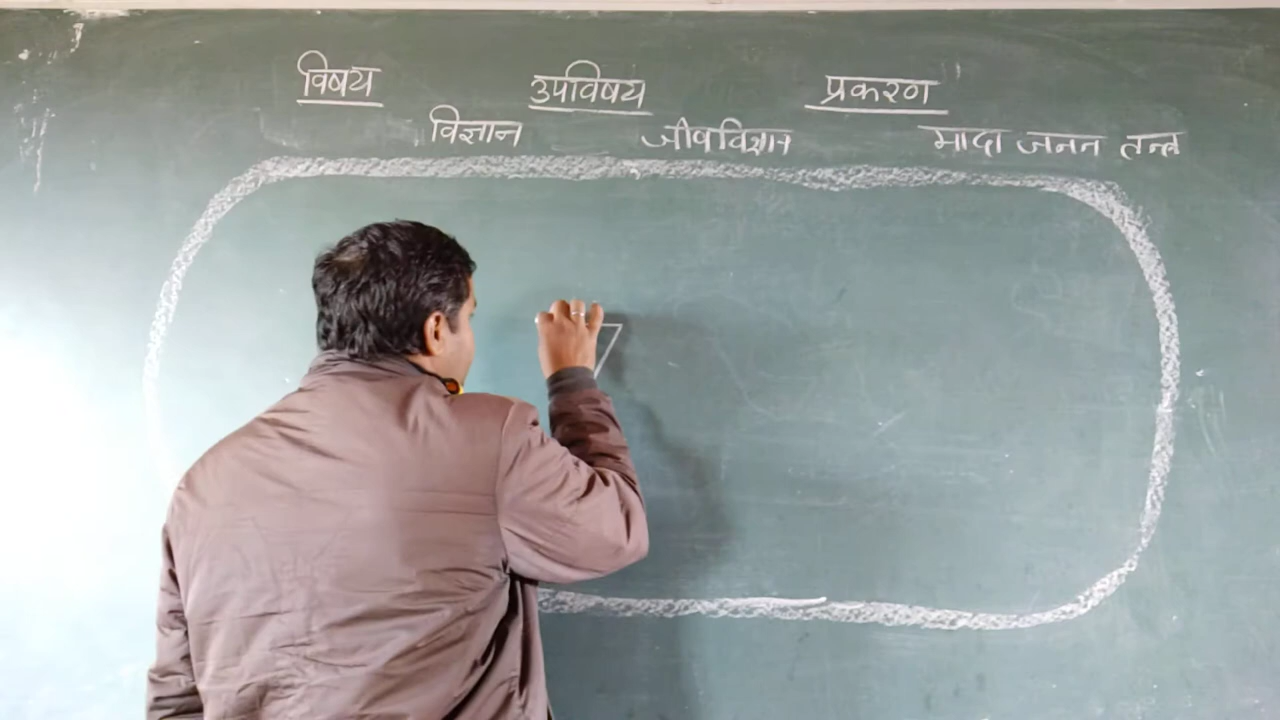 विषय उपविषय प्रकरण
विज्ञान जीवविज्ञान मादा जनन तन्त्र